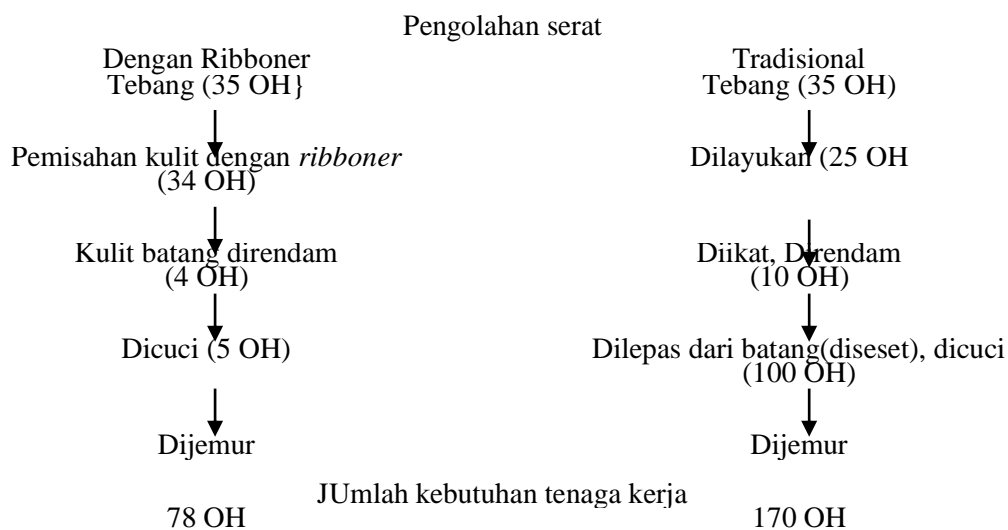 Pengolahan serat
Dengan Ribboner
Tebang (35 OH}
Tradisional
Tebang (35 OH)
Pemisahan kulit dengan ribboner
(34 OH)
Dilayukan (25 OH
Kulit batang direndam
(4 OH)
Diikat, Direndam
(10 OH)
Dicuci (5 OH)
Dilepas dari batang(diseset), dicuci
(100 OH)
Dijemur
Dijemur
JUmlah kebutuhan tenaga kerja
78 OH
170 OH